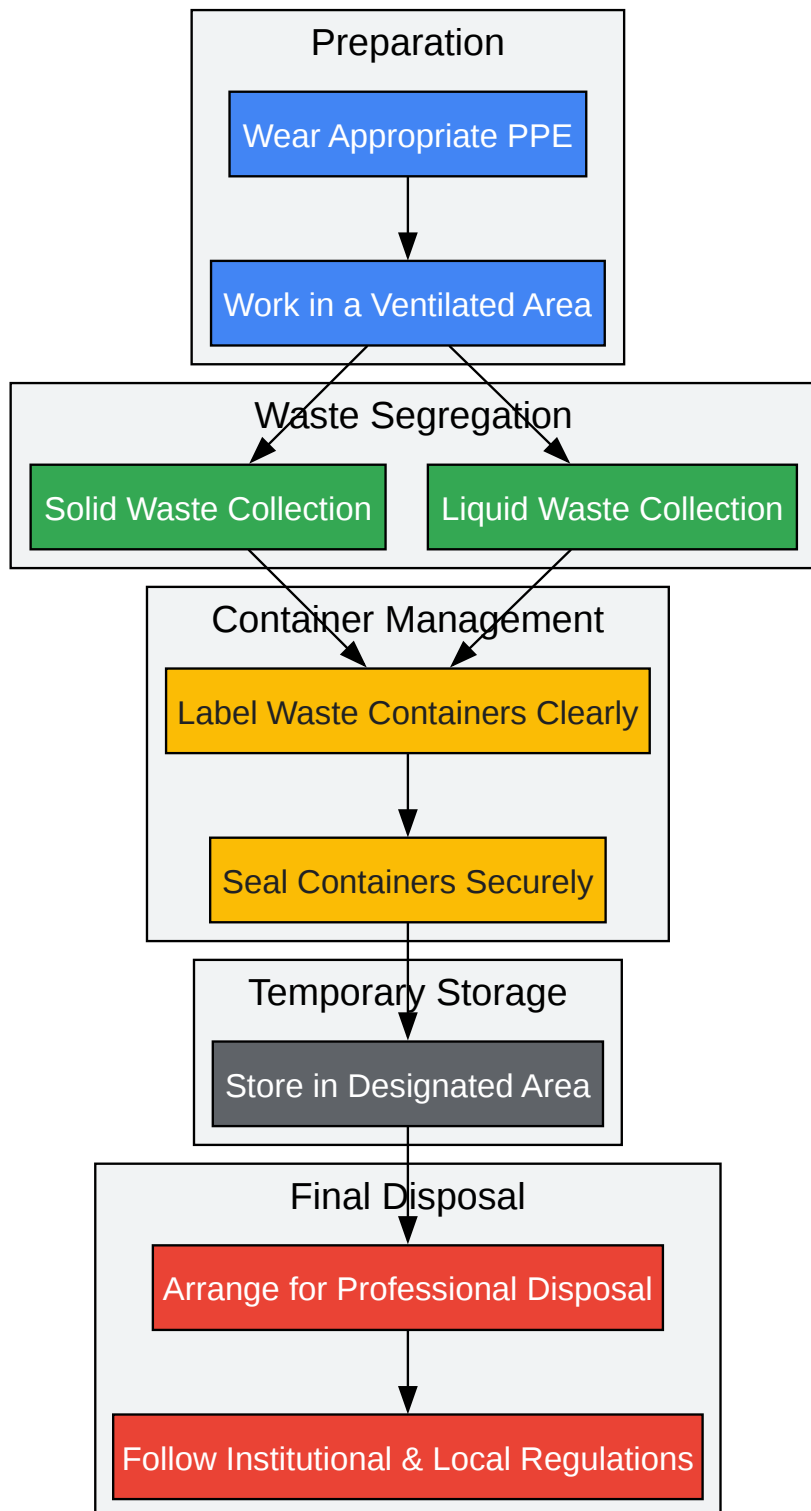 Preparation
Wear Appropriate PPE
Work in a Ventilated Area
Waste Segregation
Solid Waste Collection
Liquid Waste Collection
Container Management
Label Waste Containers Clearly
Seal Containers Securely
Temporary Storage
Store in Designated Area
Final Disposal
Arrange for Professional Disposal
Follow Institutional & Local Regulations